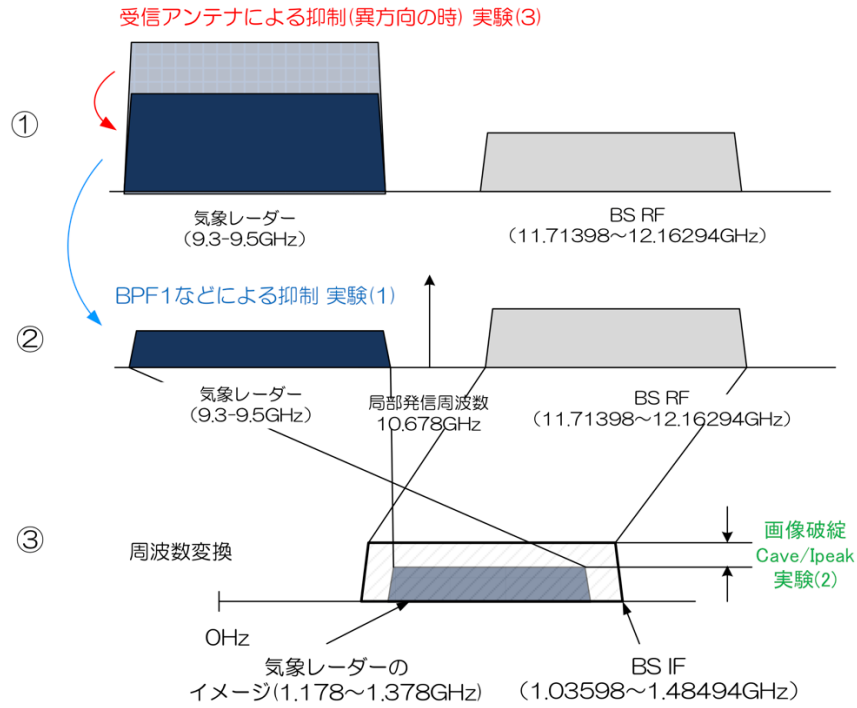 受信アンテナによる抑制(異方向の時) 実験(3)
①
気象レーダー
（9.3-9.5GHz）
BS RF
（11.71398～12.16294GHz）
BPF1などによる抑制 実験(1)
②
気象レーダー
（9.3-9.5GHz）
局部発信周波数
10.678GHz
BS RF
（11.71398～12.16294GHz）
③
周波数変換
画像破綻
Cave/Ipeak
実験(2)
0Hz
気象レーダーの
イメージ(1.178～1.378GHz)
BS IF
（1.03598～1.48494GHz）